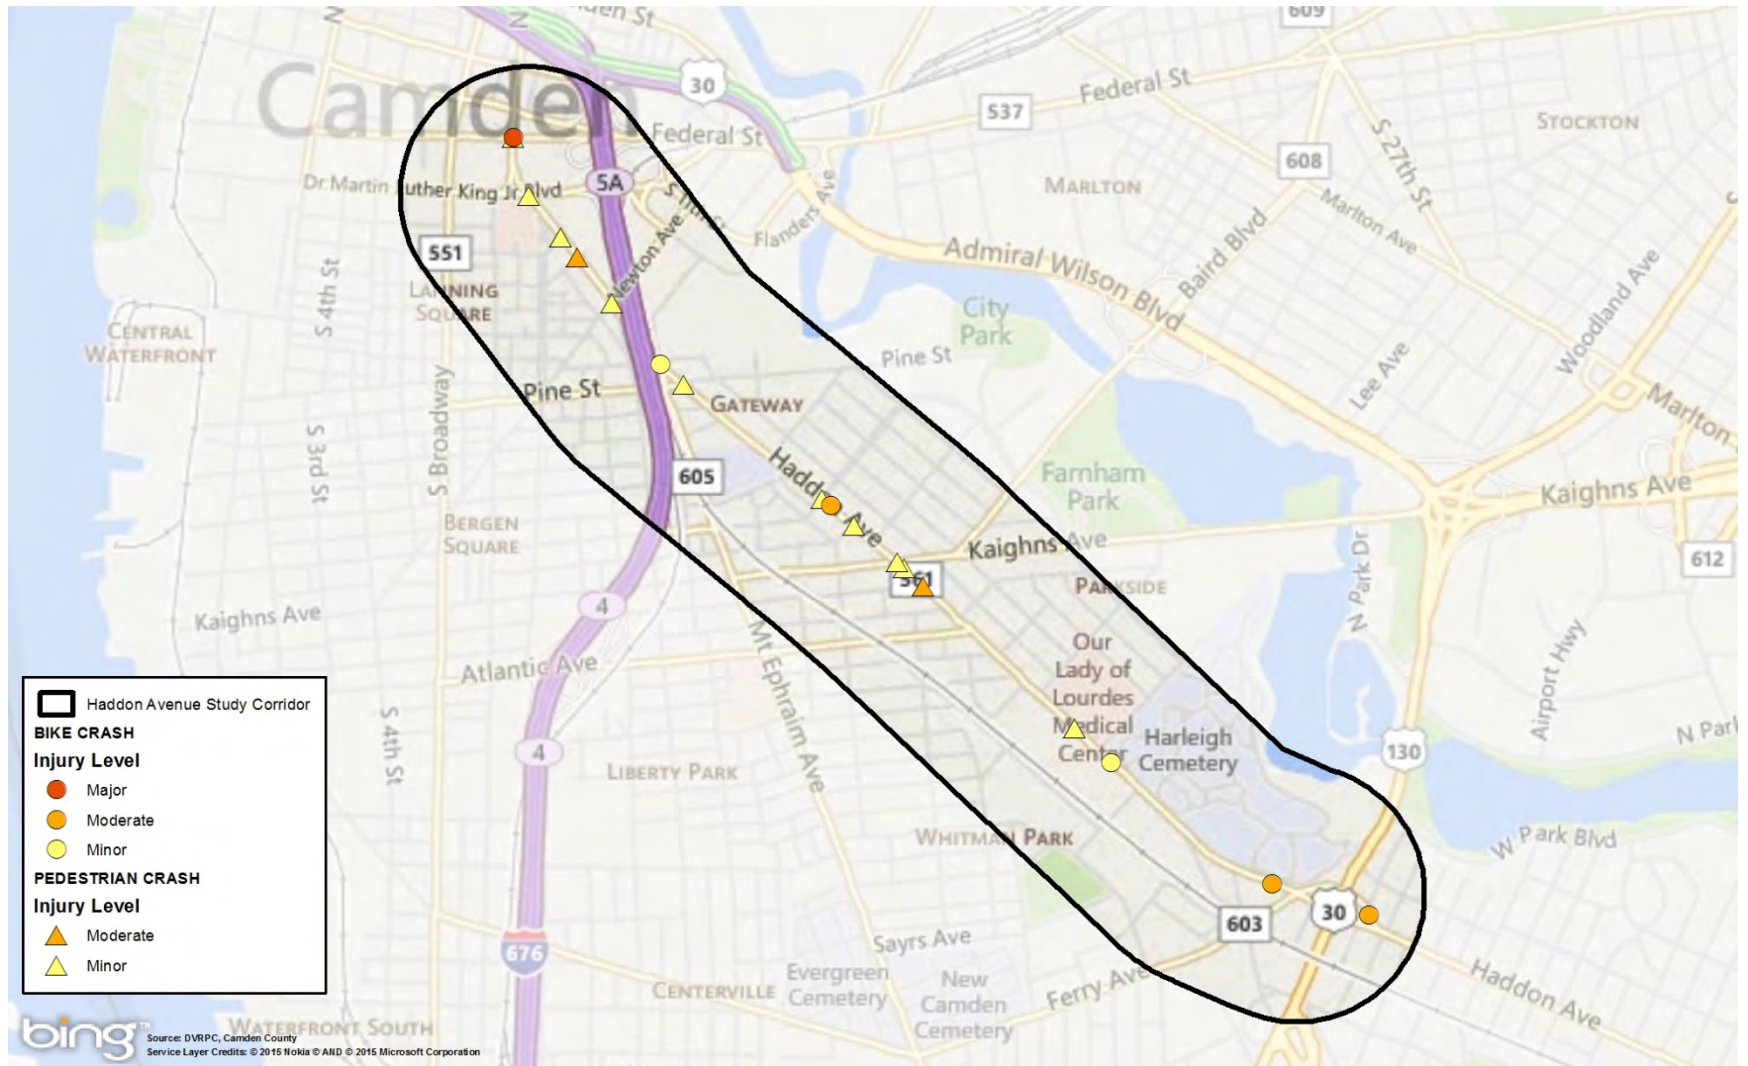 Camden
N
N
den St
609
30
537
Federal St
Federal St
STOCKTON
S 27th St
608
MARLTON
Marlton Ave
5A
Dr Martin Luther King Jr Blvd
S 11th St
Flanders Ave
Newton Ave
551
LANNING
SQUARE
S 4th St
CENTRAL
WATERFRONT
Admiral Wilson Blvd
Baird Blvd
Woodland Ave
City
Park
Pine St
Lee Ave
Marlton
Pine St
GATEWAY
S 3rd St
S Broadway
605
Haddon Ave
Farnham
Park
Kaighns Ave
BERGEN
SQUARE
Kaighns Ave
561
PARKSIDE
N Park Dr
612
4
Kaighns Ave
Atlantic Ave
Mt Ephraim Ave
Our
Lady of
Lourdes
Medical
Center
Harleigh
Cemetery
Airport Hwy
130
N Park
4
S 4th St
LIBERTY PARK
WHITMAN PARK
W Park Blvd
30
603
676
Sayrs Ave
Evergreen
Cemetery
New
Camden
Cemetery
CENTERVILLE
Ferry Ave
Haddon Ave
WATERFRONT SOUTH
Haddon Avenue Study Corridor
BIKE CRASH
Injury Level
Major
Moderate
Minor
PEDESTRIAN CRASH
Injury Level
Moderate
Minor
bing
Source: DVRPC, Camden County
Service Layer Credits: © 2015 Nokia © AND © 2015 Microsoft Corporation